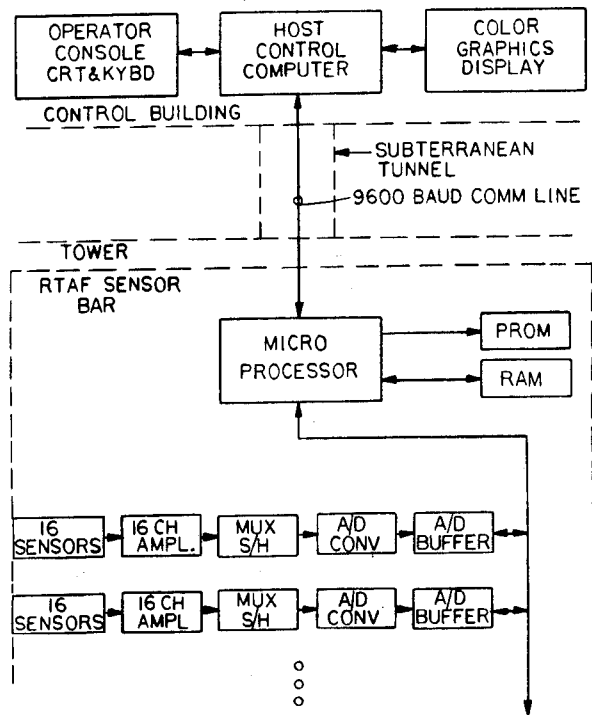 OPERATOR
CONSOLE
CRT&KYBD
HOST
CONTROL
COMPUTER
COLOR
GRAPHICS
DISPLAY
CONTROL BUILDING
SUBTERRANEAN
TUNNEL
9600 BAUD COMM LINE
TOWER
RTAF SENSOR
BAR
MICRO
PROCESSOR
PROM
RAM
16
SENSORS
16 CH
AMPL.
MUX
S/H
A/D
CONV
A/D
BUFFER
16
SENSORS
16 CH
AMPL
MUX
S/H
A/D
CONV
A/D
BUFFER